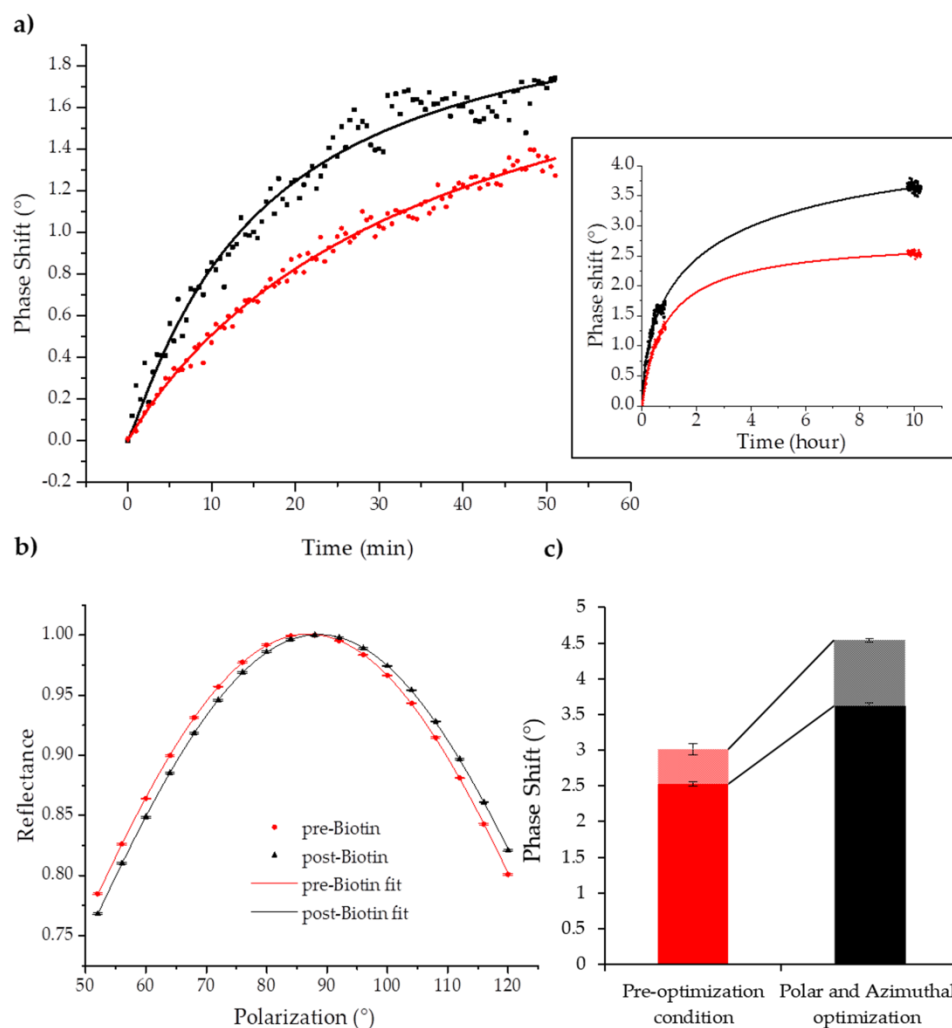 a)
1.8
1.6
1.4
1.2
1.0
0.8
0.6
0.4
0.2
0.0
-0.2
Phase Shift (°)
0 10 20 30 40 50 60
Time (min)
4.0
3.5
3.0
2.5
2.0
1.5
1.0
0.5
0.0
Phase shift (°)
0 2 4 6 8 10
Time (hour)
b)
1.00
0.95
0.90
0.85
0.80
0.75
Reflectance
pre-Biotin
post-Biotin
pre-Biotin fit
post-Biotin fit
50 60 70 80 90 100 110 120
Polarization (°)
c)
5
4.5
4
3.5
3
2.5
2
1.5
1
0.5
0
Phase Shift (°)
Pre-optimization
condition
Polar and Azimuthal
optimization